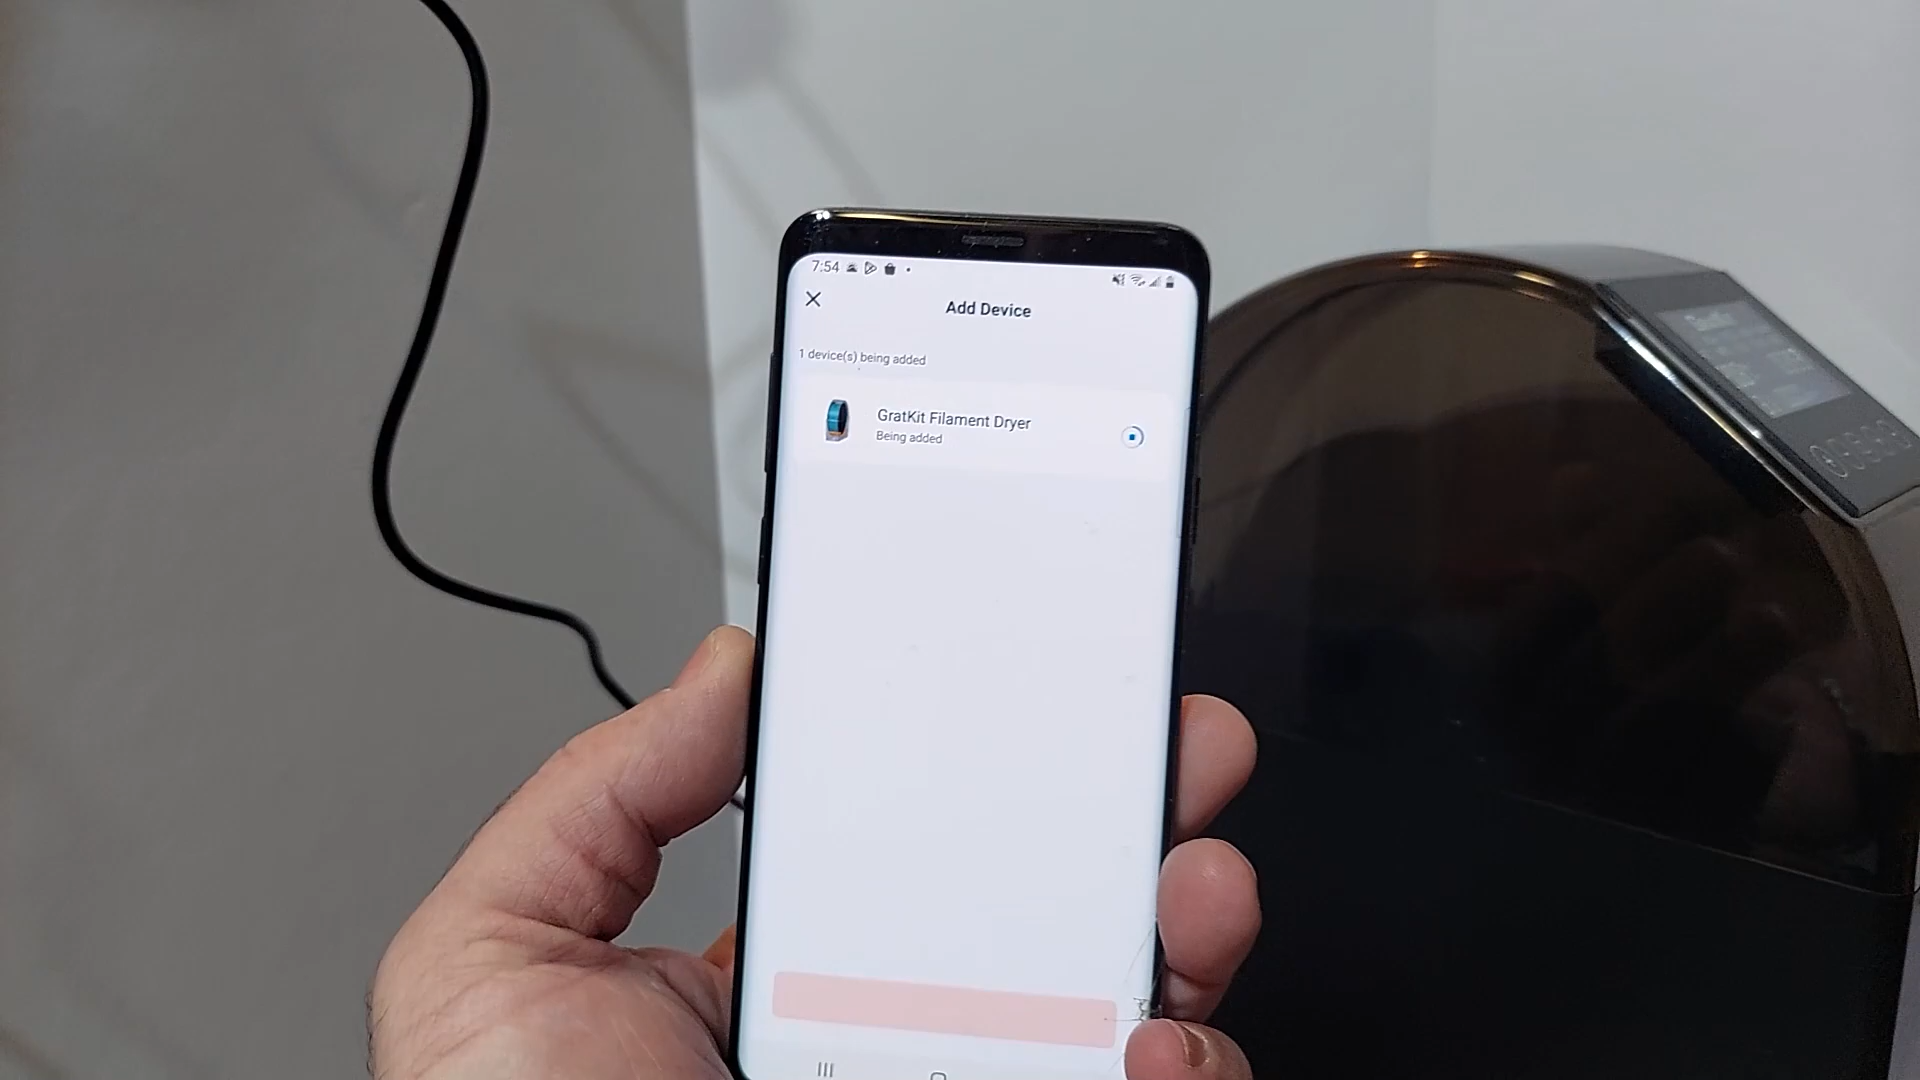 7:54
Add Device
1 device(s) being added
GratKit Filament Dryer
Being added